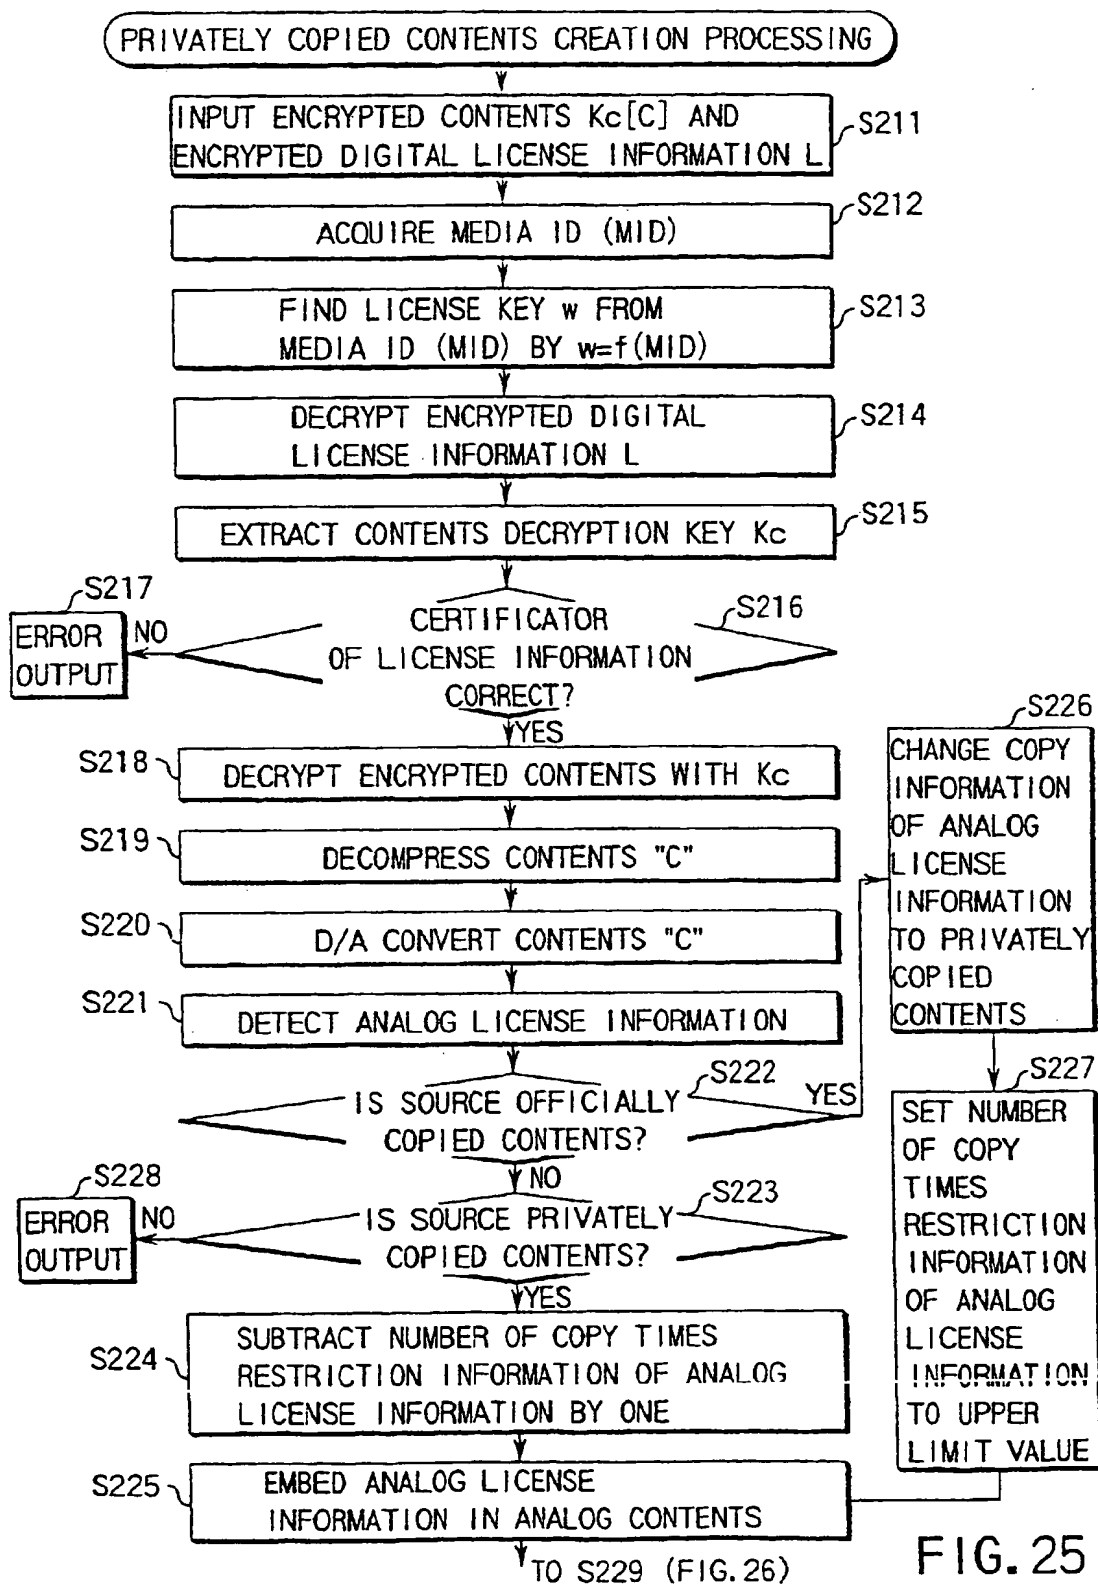 PRIVATELY COPIED CONTENTS CREATION PROCESSING
INPUT ENCRYPTED CONTENTS Kc[C] AND
ENCRYPTED DIGITAL LICENSE INFORMATION L
S211
ACQUIRE MEDIA ID (MID)
S212
FIND LICENSE KEY w FROM
MEDIA ID (MID) BY w=f(MID)
S213
DECRYPT ENCRYPTED DIGITAL
LICENSE INFORMATION L
S214
EXTRACT CONTENTS DECRYPTION KEY Kc
S215
CERTIFICATOR
OF LICENSE INFORMATION
CORRECT?
S216
NO
S217
ERROR
OUTPUT
YES
S218
DECRYPT ENCRYPTED CONTENTS WITH Kc
S219
DECOMPRESS CONTENTS "C"
S220
D/A CONVERT CONTENTS "C"
S221
DETECT ANALOG LICENSE INFORMATION
S222
IS SOURCE OFFICIALLY
COPIED CONTENTS?
YES
NO
S223
IS SOURCE PRIVATELY
COPIED CONTENTS?
NO
S228
ERROR
OUTPUT
YES
S224
SUBTRACT NUMBER OF COPY TIMES
RESTRICTION INFORMATION OF ANALOG
LICENSE INFORMATION BY ONE
S225
EMBED ANALOG LICENSE
INFORMATION IN ANALOG CONTENTS
TO S229 (FIG.26)
S226
CHANGE COPY
INFORMATION
OF ANALOG
LICENSE
INFORMATION
TO PRIVATELY
COPIED
CONTENTS
S227
SET NUMBER
OF COPY
TIMES
RESTRICTION
INFORMATION
OF ANALOG
LICENSE
INFORMATION
TO UPPER
LIMIT VALUE
FIG.25